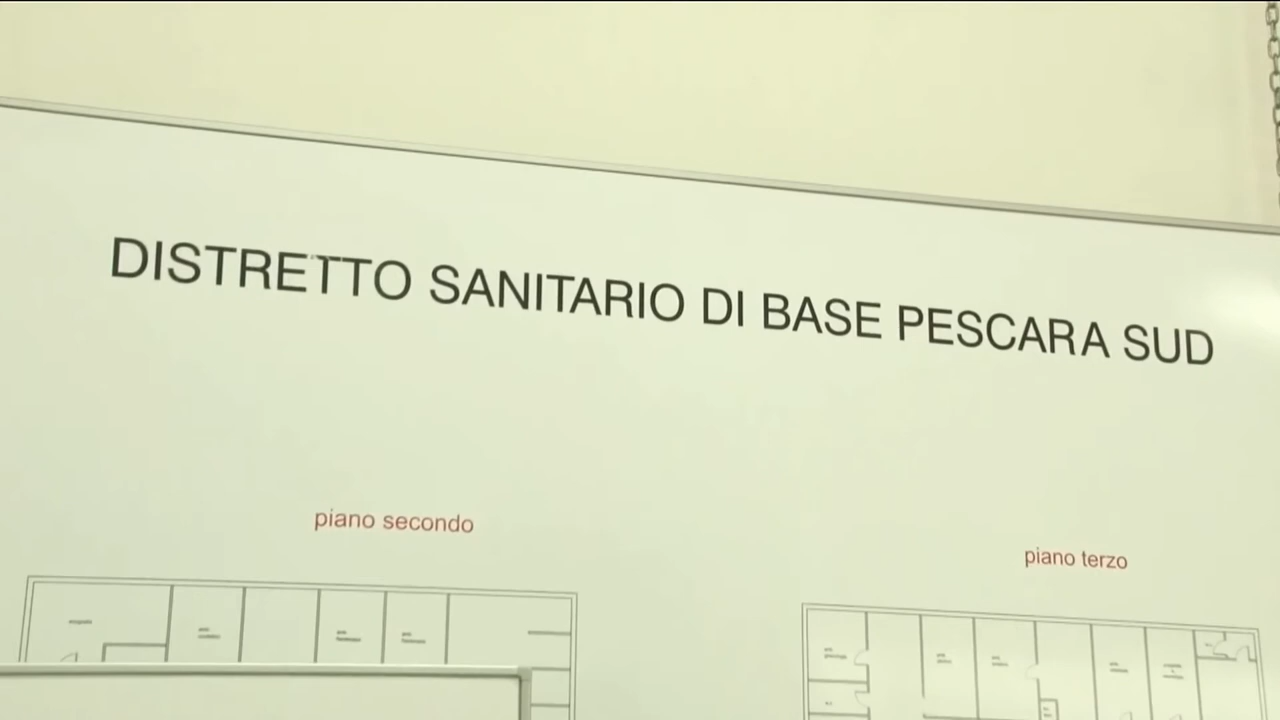 DISTRETTO SANITARIO DI BASE PESCARA SUD
piano secondo
piano terzo